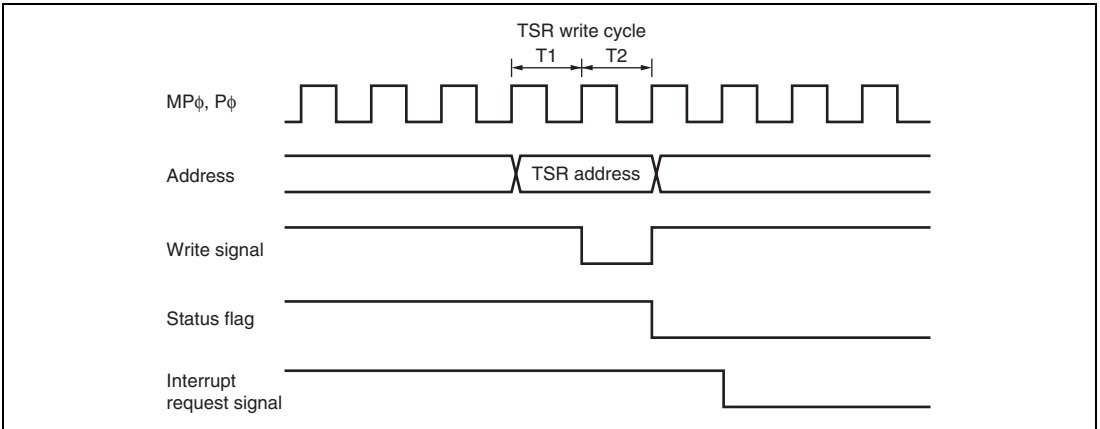 TSR write cycle
T1 T2
MPϕ, Pϕ
Address
TSR address
Write signal
Status flag
Interrupt
request signal